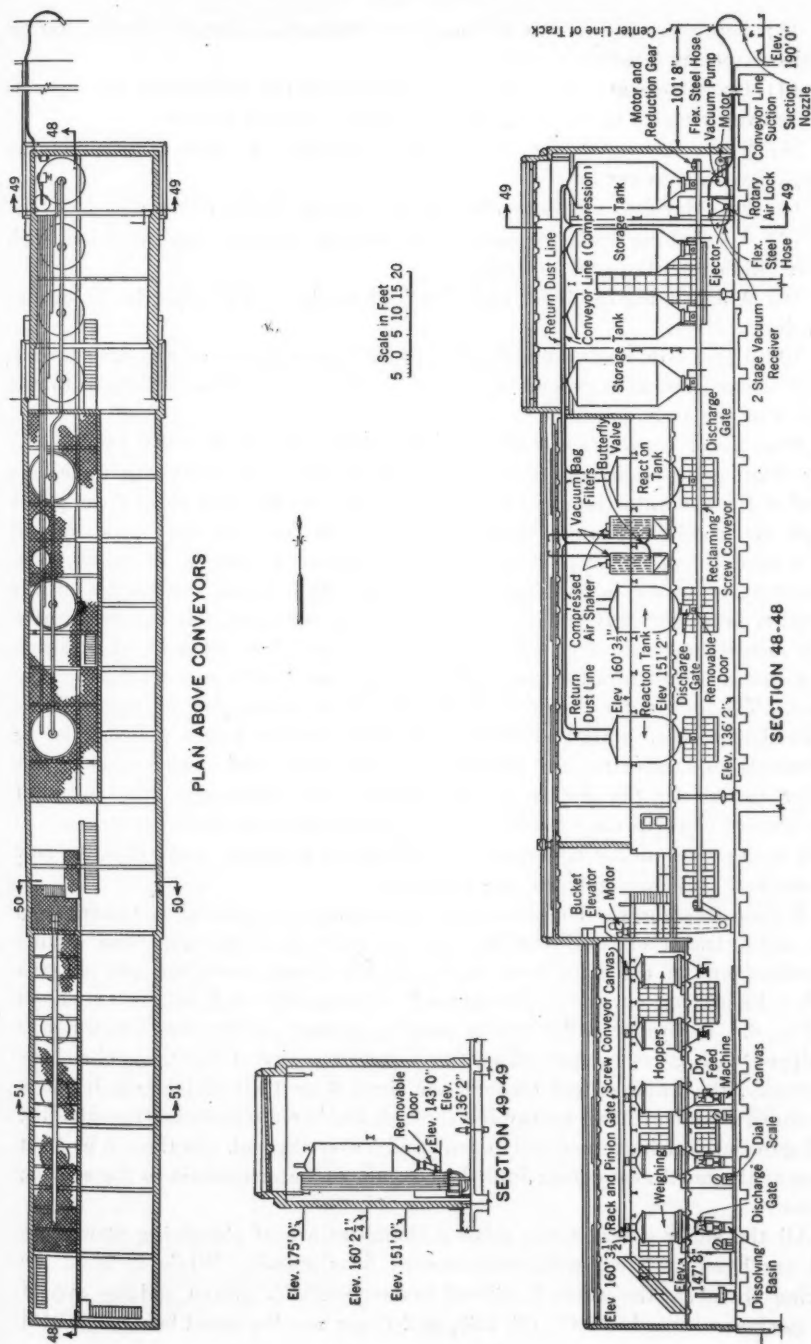 48
48
49
49
50
50
51
51
PLAN ABOVE CONVEYORS
Scale in Feet
5 0 5 10 15 20
SECTION 49-49
Elev. 175'0"
Elev. 160' 2½"
Elev. 151'0"
Removable
Door
Elev. 143'0"
Elev.
136'2"
SECTION 48-48
49
49
Center Line of Track
101' 8"
Elev.
190'0"
Motor and
Reduction Gear
Flex. Steel Hose
Vacuum Pump
Motor
Conveyor Line
Suction
Suction
Nozzle
Rotary
Air Lock
Flex.
Steel
Hose
Ejector
2 Stage Vacuum
Receiver
Return Dust Line
Conveyor Line (Compression)
Storage Tank
Storage Tank
Discharge
Gate
Reclaiming
Screw Conveyor
Vacuum Bag
Filters
Butterfly
Valve
Reaction
Tank
Compressed
Air Shaker
Return
Dust Line
Elev. 160' 3½"
Reaction Tank
Elev 151'2"
Discharge
Gate
Removable
Door
Elev. 136'2"
Bucket
Elevator
Motor
Elev 160'3½"
Rack and Pinion Gate
Screw Conveyor
Canvas
Weighing
Hoppers
Elev.
147'8"
Dry
Feed
Machine
Canvas
Dial
Scale
Discharge
Gate
Dissolving
Basin